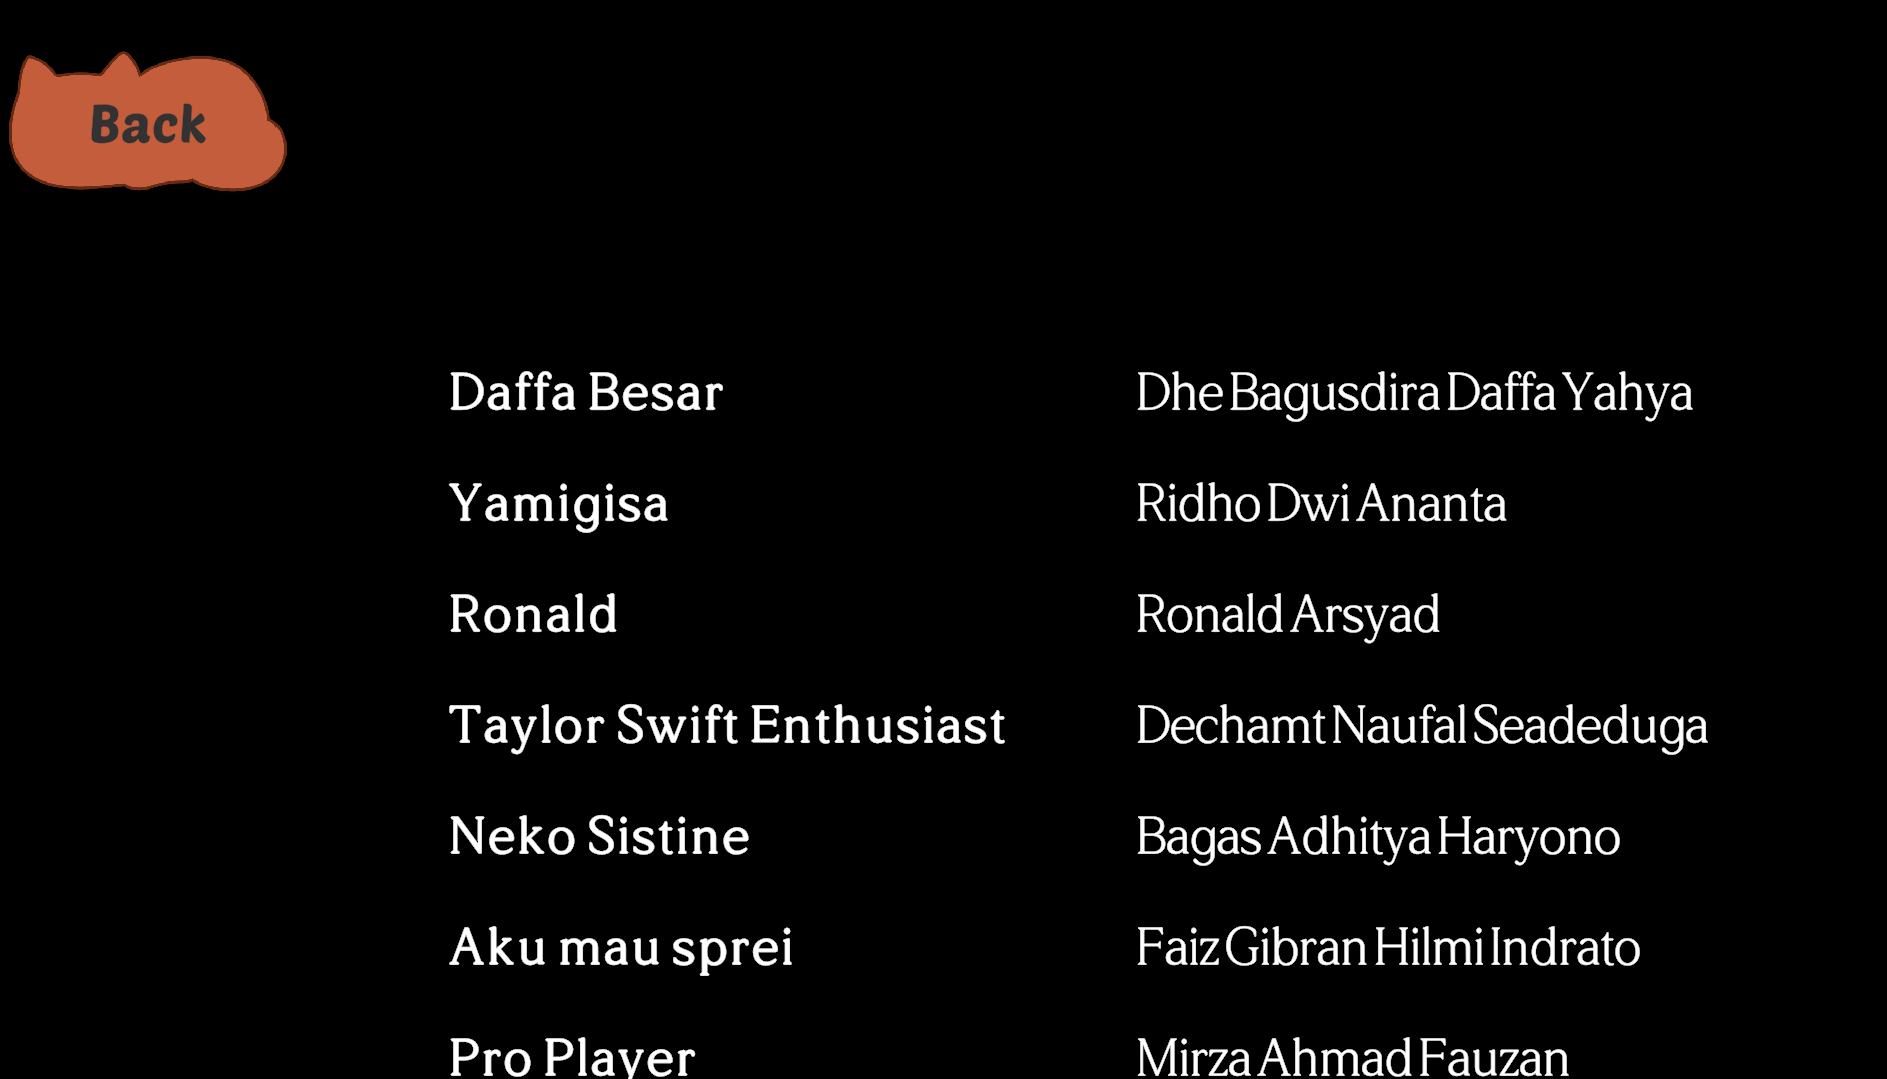 Back
Daffa Besar Dhe Bagusdira Daffa Yahya
Yamigisa Ridho Dwi Ananta
Ronald Ronald Arsyad
Taylor Swift Enthusiast Dechamt Naufal Seadeduga
Neko Sistine Bagas Adhitya Haryono
Aku mau sprei Faiz Gibran Hilmi Indrato
Pro Player Mirza Ahmad Fauzan